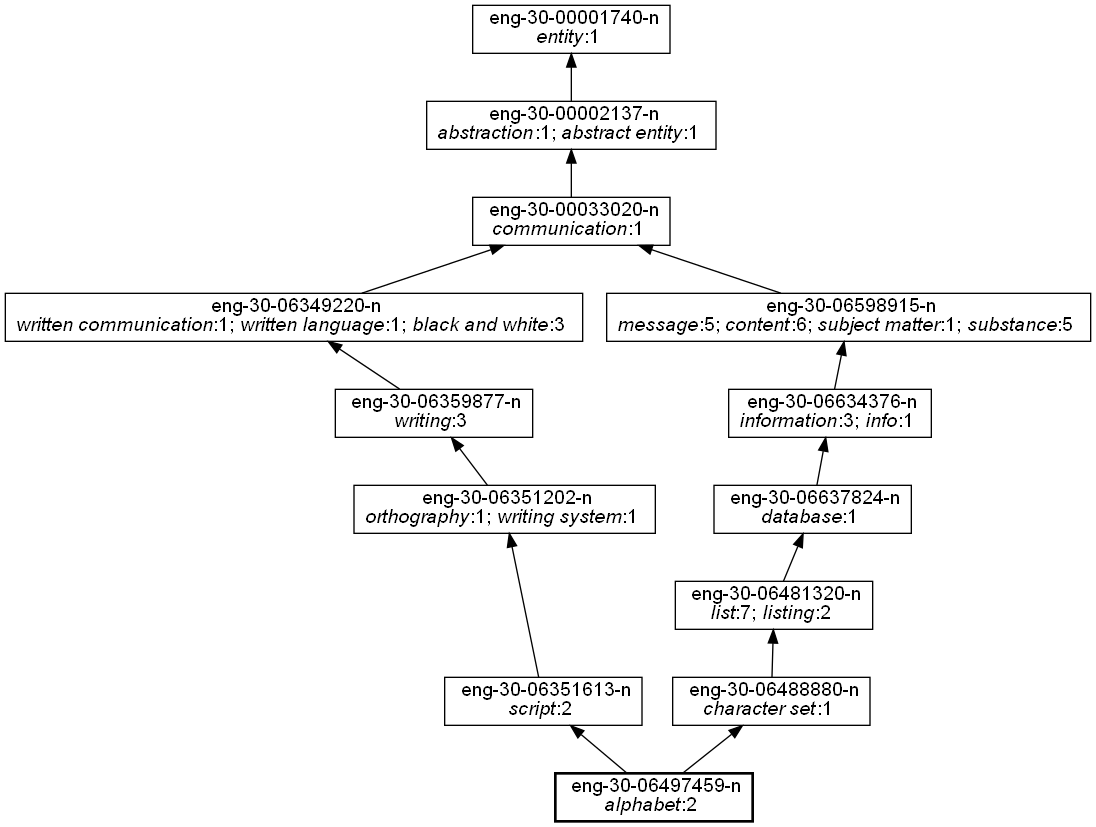 eng-30-00001740-n
entity:1
eng-30-00002137-n
abstraction:1; abstract entity:1
eng-30-00033020-n
communication:1
eng-30-06349220-n
written communication:1; written language:1; black and white:3
eng-30-06598915-n
message:5; content:6; subject matter:1; substance:5
eng-30-06359877-n
writing:3
eng-30-06634376-n
information:3; info:1
eng-30-06351202-n
orthography:1; writing system:1
eng-30-06637824-n
database:1
eng-30-06481320-n
list:7; listing:2
eng-30-06351613-n
script:2
eng-30-06488880-n
character set:1
eng-30-06497459-n
alphabet:2